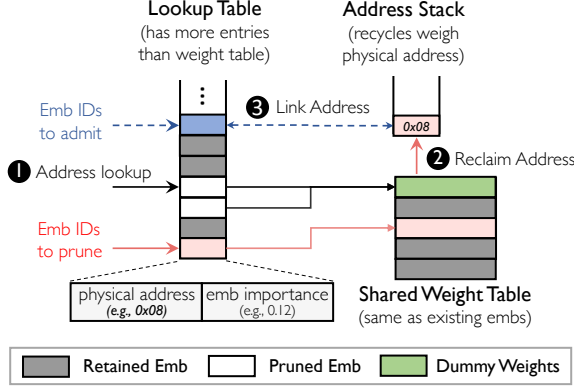 Lookup Table
(has more entries
than weight table)
Address Stack
(recycles weigh
physical address)
⋮
Emb IDs
to admit
3 Link Address
0x08
1 Address lookup
2 Reclaim Address
Emb IDs
to prune
physical address
(e.g., 0x08)
emb importance
(e.g., 0.12)
Shared Weight Table
(same as existing embs)
Retained Emb
Pruned Emb
Dummy Weights